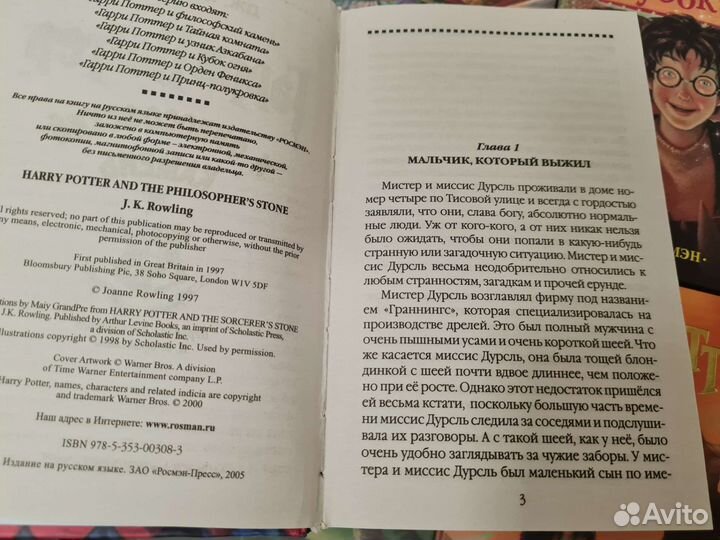 серию входят:
«Гарри Поттер и философский камень»
«Гарри Поттер и Тайная комната»
«Гарри Поттер и узник Азкабана»
«Гарри Поттер и Кубок огня»
«Гарри Поттер и Орден Феникса»
«Гарри Поттер и Принц-полукровка»
Все права на книгу на русском языке принадлежат издательству «РОСМЭН».
Ничто из неё не может быть перепечатано,
заложено в компьютерную память
или скопировано в любой форме – электронной, механической,
фотокопии, магнитофонной записи или какой-то другой –
без письменного разрешения владельца.
HARRY POTTER AND THE PHILOSOPHER'S STONE
J. K. Rowling
rights reserved; no part of this publication may be reproduced or transmitted by
any means, electronic, mechanical, photocopying or otherwise, without the prior
permission of the publisher
First published in Great Britain in 1997
Bloomsbury Publishing Plc, 38 Soho Square, London W1V 5DF
© Joanne Rowling 1997
by Maiy GrandPre from HARRY POTTER AND THE SORCERER'S STONE
J.K. Rowling. Published by Arthur Levine Books, an imprint of Scholastic Press,
a division of Scholastic Inc.
Illustrations copyright © 1998 by Scholastic Inc. Used by permission.
Cover Artwork © Warner Bros. A division
of Time Warner Entertainment company L.P.
Harry Potter, names, characters and related indicia are copyright
and trademark Warner Bros. © 2000
Наш адрес в Интернете: www.rosman.ru
ISBN 978-5-353-00308-3
Издание на русском языке. ЗАО «Росмэн-Пресс», 2005
Глава 1
МАЛЬЧИК, КОТОРЫЙ ВЫЖИЛ
Мистер и миссис Дурсль проживали в доме но-
мер четыре по Тисовой улице и всегда с гордостью
заявляли, что они, слава богу, абсолютно нормаль-
ные люди. Уж от кого-кого, а от них никак нельзя
было ожидать, чтобы они попали в какую-нибудь
странную или загадочную ситуацию. Мистер и мис-
сис Дурсль весьма неодобрительно относились к
любым странностям, загадкам и прочей ерунде.
Мистер Дурсль возглавлял фирму под названи-
ем «Граннингс», которая специализировалась на
производстве дрелей. Это был полный мужчина с
очень пышными усами и очень короткой шеей. Что
же касается миссис Дурсль, она была тощей блон-
динкой с шеей почти вдвое длиннее, чем положе-
но при её росте. Однако этот недостаток пришёлся
ей весьма кстати, поскольку большую часть време-
ни миссис Дурсль следила за соседями и подслуши-
вала их разговоры. А с такой шеей, как у неё, было
очень удобно заглядывать за чужие заборы. У мис-
тера и миссис Дурсль был маленький сын по име-
3
МЭН
Avito